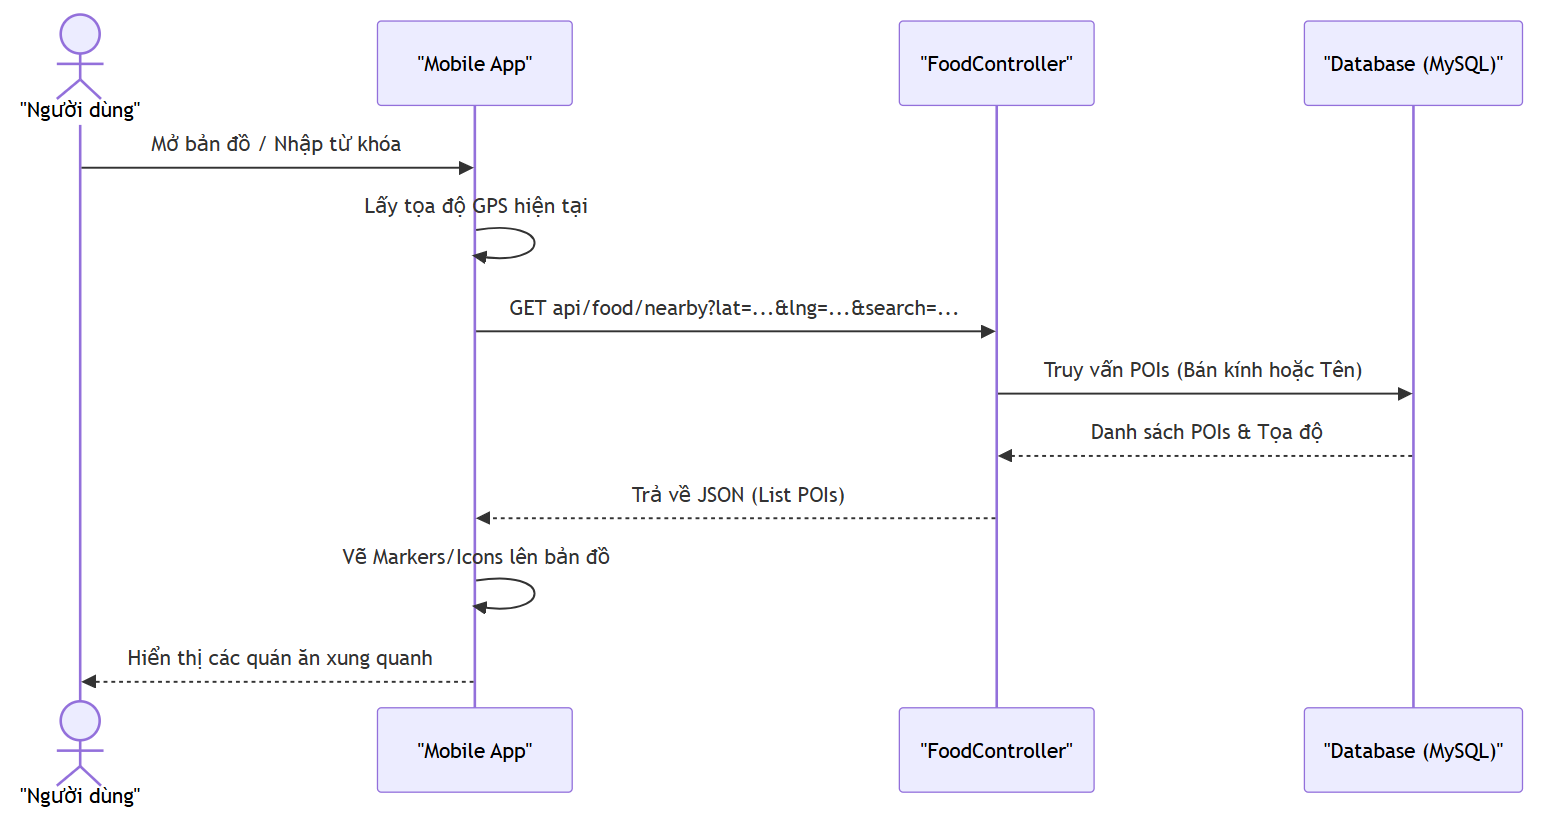 "Người dùng"
"Mobile App"
"FoodController"
"Database (MySQL)"
Mở bản đồ / Nhập từ khóa
Lấy tọa độ GPS hiện tại
GET api/food/nearby?lat=...&lng=...&search=...
Truy vấn POIs (Bán kính hoặc Tên)
Danh sách POIs & Tọa độ
Trả về JSON (List POIs)
Vẽ Markers/Icons lên bản đồ
Hiển thị các quán ăn xung quanh
"Người dùng"
"Mobile App"
"FoodController"
"Database (MySQL)"